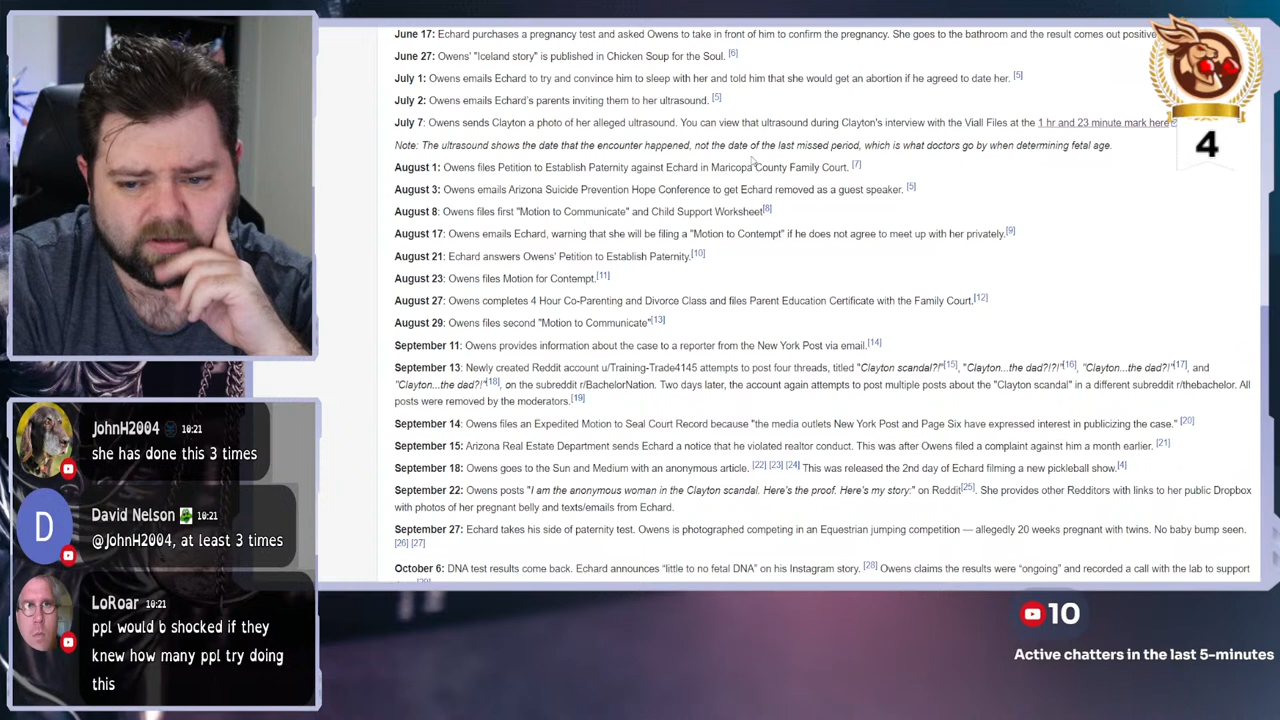 June 17: Echard purchases a pregnancy test and asked Owens to take in front of him to confirm the pregnancy. She goes to the bathroom and the result comes out positive
June 27: Owens' "Iceland story" is published in Chicken Soup for the Soul. [6]
July 1: Owens emails Echard to try and convince him to sleep with her and told him that she would get an abortion if he agreed to date her. [5]
July 2: Owens emails Echard's parents inviting them to her ultrasound. [5]
July 7: Owens sends Clayton a photo of her alleged ultrasound. You can view that ultrasound during Clayton's interview with the Viall Files at the 1 hr and 23 minute mark here
Note: The ultrasound shows the date that the encounter happened, not the date of the last missed period, which is what doctors go by when determining fetal age.
August 1: Owens files Petition to Establish Paternity against Echard in Maricopa County Family Court. [7]
August 3: Owens emails Arizona Suicide Prevention Hope Conference to get Echard removed as a guest speaker. [5]
August 8: Owens files first "Motion to Communicate" and Child Support Worksheet[8]
August 17: Owens emails Echard, warning that she will be filing a "Motion to Contempt" if he does not agree to meet up with her privately.[9]
August 21: Echard answers Owens' Petition to Establish Paternity.[10]
August 23: Owens files Motion for Contempt.[11]
August 27: Owens completes 4 Hour Co-Parenting and Divorce Class and files Parent Education Certificate with the Family Court.[12]
August 29: Owens files second "Motion to Communicate"[13]
September 11: Owens provides information about the case to a reporter from the New York Post via email.[14]
September 13: Newly created Reddit account u/Training-Trade4145 attempts to post four threads, titled "Clayton scandal?!"[15], "Clayton...the dad?!?!"[16], "Clayton...the dad?!"[17], and
"Clayton...the dad?!"[18], on the subreddit r/BachelorNation. Two days later, the account again attempts to post multiple posts about the "Clayton scandal" in a different subreddit r/thebachelor. All
posts were removed by the moderators.[19]
September 14: Owens files an Expedited Motion to Seal Court Record because "the media outlets New York Post and Page Six have expressed interest in publicizing the case." [20]
September 15: Arizona Real Estate Department sends Echard a notice that he violated realtor conduct. This was after Owens filed a complaint against him a month earlier. [21]
September 18: Owens goes to the Sun and Medium with an anonymous article. [22] [23] [24] This was released the 2nd day of Echard filming a new pickleball show.[4]
September 22: Owens posts "I am the anonymous woman in the Clayton scandal. Here's the proof. Here's my story:" on Reddit[25]. She provides other Redditors with links to her public Dropbox
with photos of her pregnant belly and texts/emails from Echard.
September 27: Echard takes his side of paternity test. Owens is photographed competing in an Equestrian jumping competition — allegedly 20 weeks pregnant with twins. No baby bump seen.
[26] [27]
October 6: DNA test results come back. Echard announces "little to no fetal DNA" on his Instagram story. [28] Owens claims the results were "ongoing" and recorded a call with the lab to support
4
JohnH2004 10:21
she has done this 3 times
D
David Nelson 10:21
@JohnH2004, at least 3 times
LoRoar 10:21
ppl would b shocked if they
knew how many ppl try doing
this
10
Active chatters in the last 5-minutes